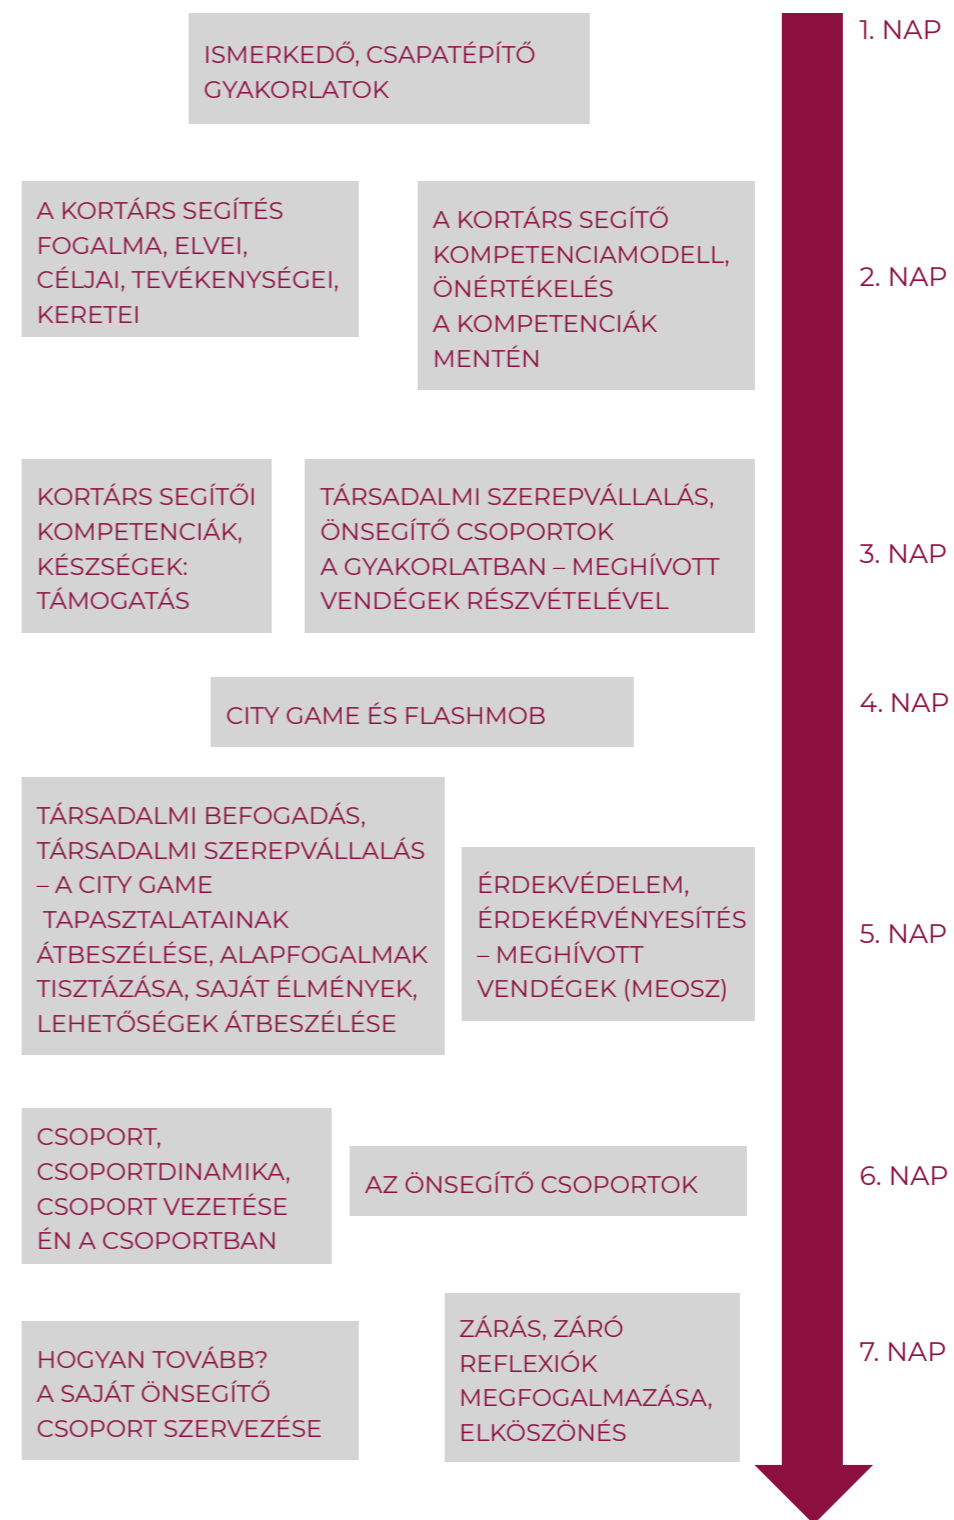 1. NAP
ISMERKEDŐ, CSAPATÉPÍTŐ
GYAKORLATOK
A KORTÁRS SEGÍTÉS
FOGALMA, ELVEI,
CÉLJAI, TEVÉKENYSÉGEI,
KERETEI
A KORTÁRS SEGÍTŐ
KOMPETENCIAMODELL,
ÖNÉRTÉKELÉS
A KOMPETENCIÁK
MENTÉN
2. NAP
KORTÁRS SEGÍTŐI
KOMPETENCIÁK,
KÉSZSÉGEK:
TÁMOGATÁS
TÁRSADALMI SZEREPVÁLLALÁS,
ÖNSEGÍTŐ CSOPORTOK
A GYAKORLATBAN – MEGHÍVOTT
VENDÉGEK RÉSZVÉTELÉVEL
3. NAP
CITY GAME ÉS FLASHMOB
4. NAP
TÁRSADALMI BEFOGADÁS,
TÁRSADALMI SZEREPVÁLLALÁS
– A CITY GAME
TAPASZTALATAINAK
ÁTBESZÉLÉSE, ALAPFOGALMAK
TISZTÁZÁSA, SAJÁT ÉLMÉNYEK,
LEHETŐSÉGEK ÁTBESZÉLÉSE
ÉRDEKVÉDELEM,
ÉRDEKÉRVÉNYESÍTÉS
– MEGHÍVOTT
VENDÉGEK (MEOSZ)
5. NAP
CSOPORT,
CSOPORTDINAMIKA,
CSOPORT VEZETÉSE
ÉN A CSOPORTBAN
AZ ÖNSEGÍTŐ CSOPORTOK
6. NAP
HOGYAN TOVÁBB?
A SAJÁT ÖNSEGÍTŐ
CSOPORT SZERVEZÉSE
ZÁRÁS, ZÁRÓ
REFLEXIÓK
MEGFOGALMAZÁSA,
ELKÖSZÖNÉS
7. NAP